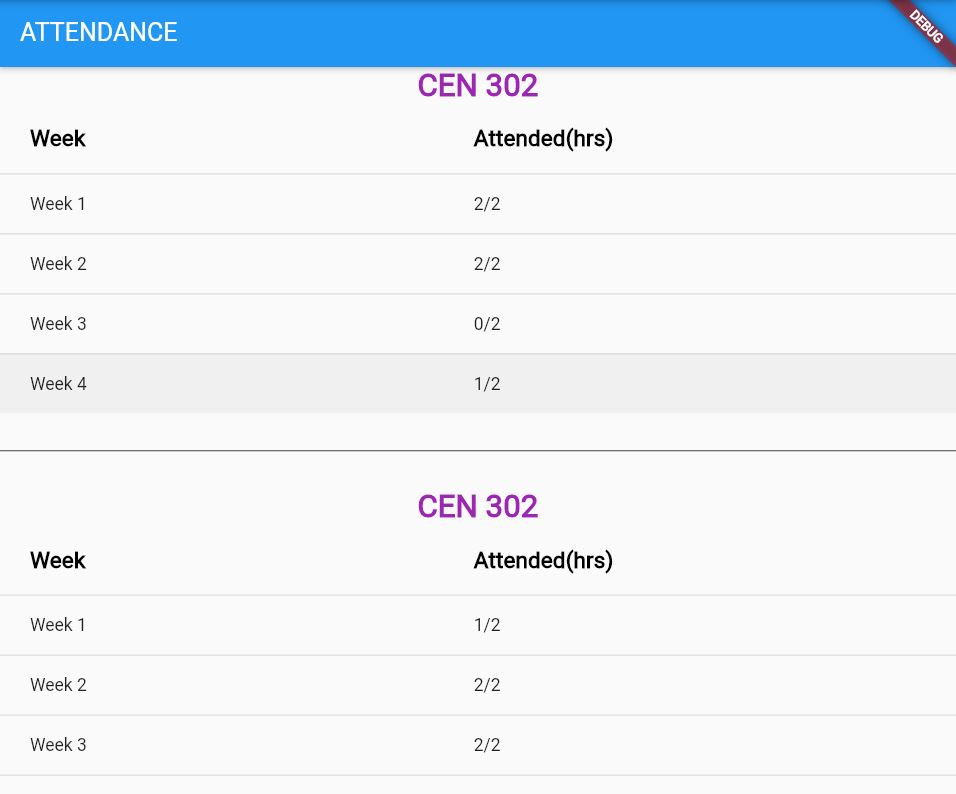 ATTENDANCE
DEBUG
CEN 302
Week Attended(hrs)
Week 1 2/2
Week 2 2/2
Week 3 0/2
Week 4 1/2
CEN 302
Week Attended(hrs)
Week 1 1/2
Week 2 2/2
Week 3 2/2